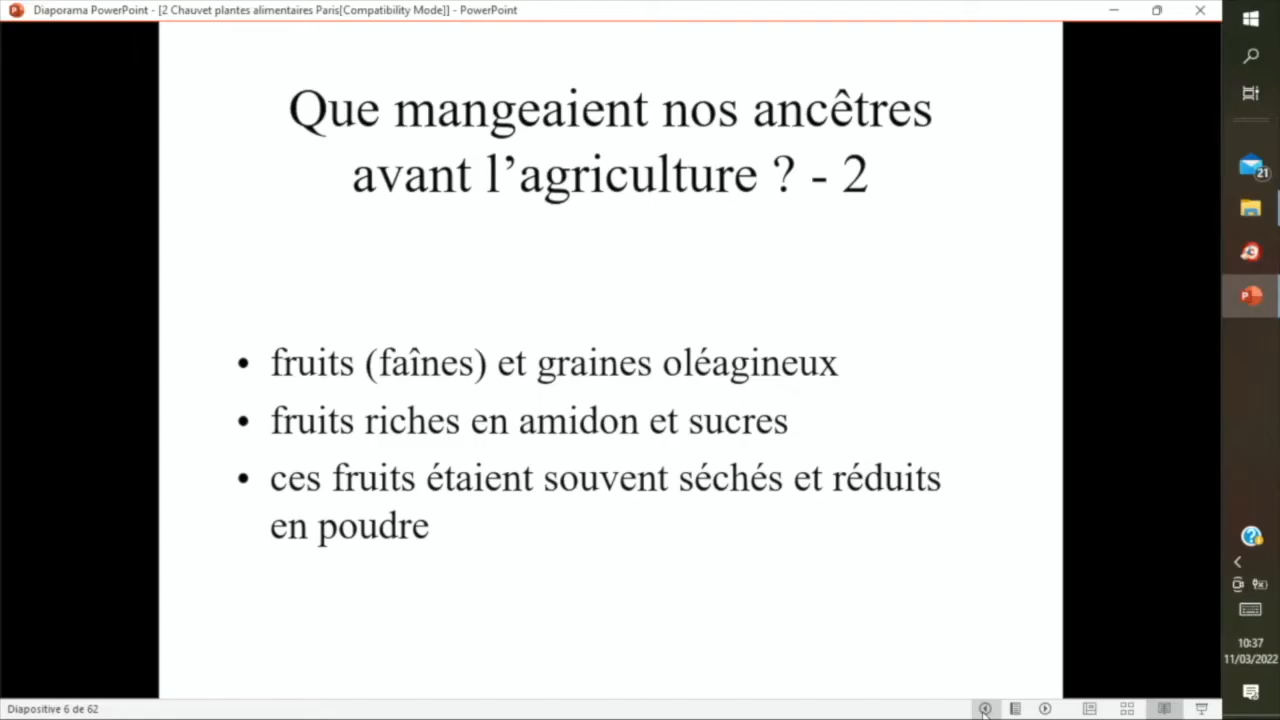 Diaporama PowerPoint - [2 Chauvet plantes alimentaires Paris[Compatibility Mode]] - PowerPoint
Que mangeaient nos ancêtres
avant l’agriculture ? - 2
• fruits (faînes) et graines oléagineux
• fruits riches en amidon et sucres
• ces fruits étaient souvent séchés et réduits
en poudre
21
10:37
11/03/2022
Diapositive 6 de 62